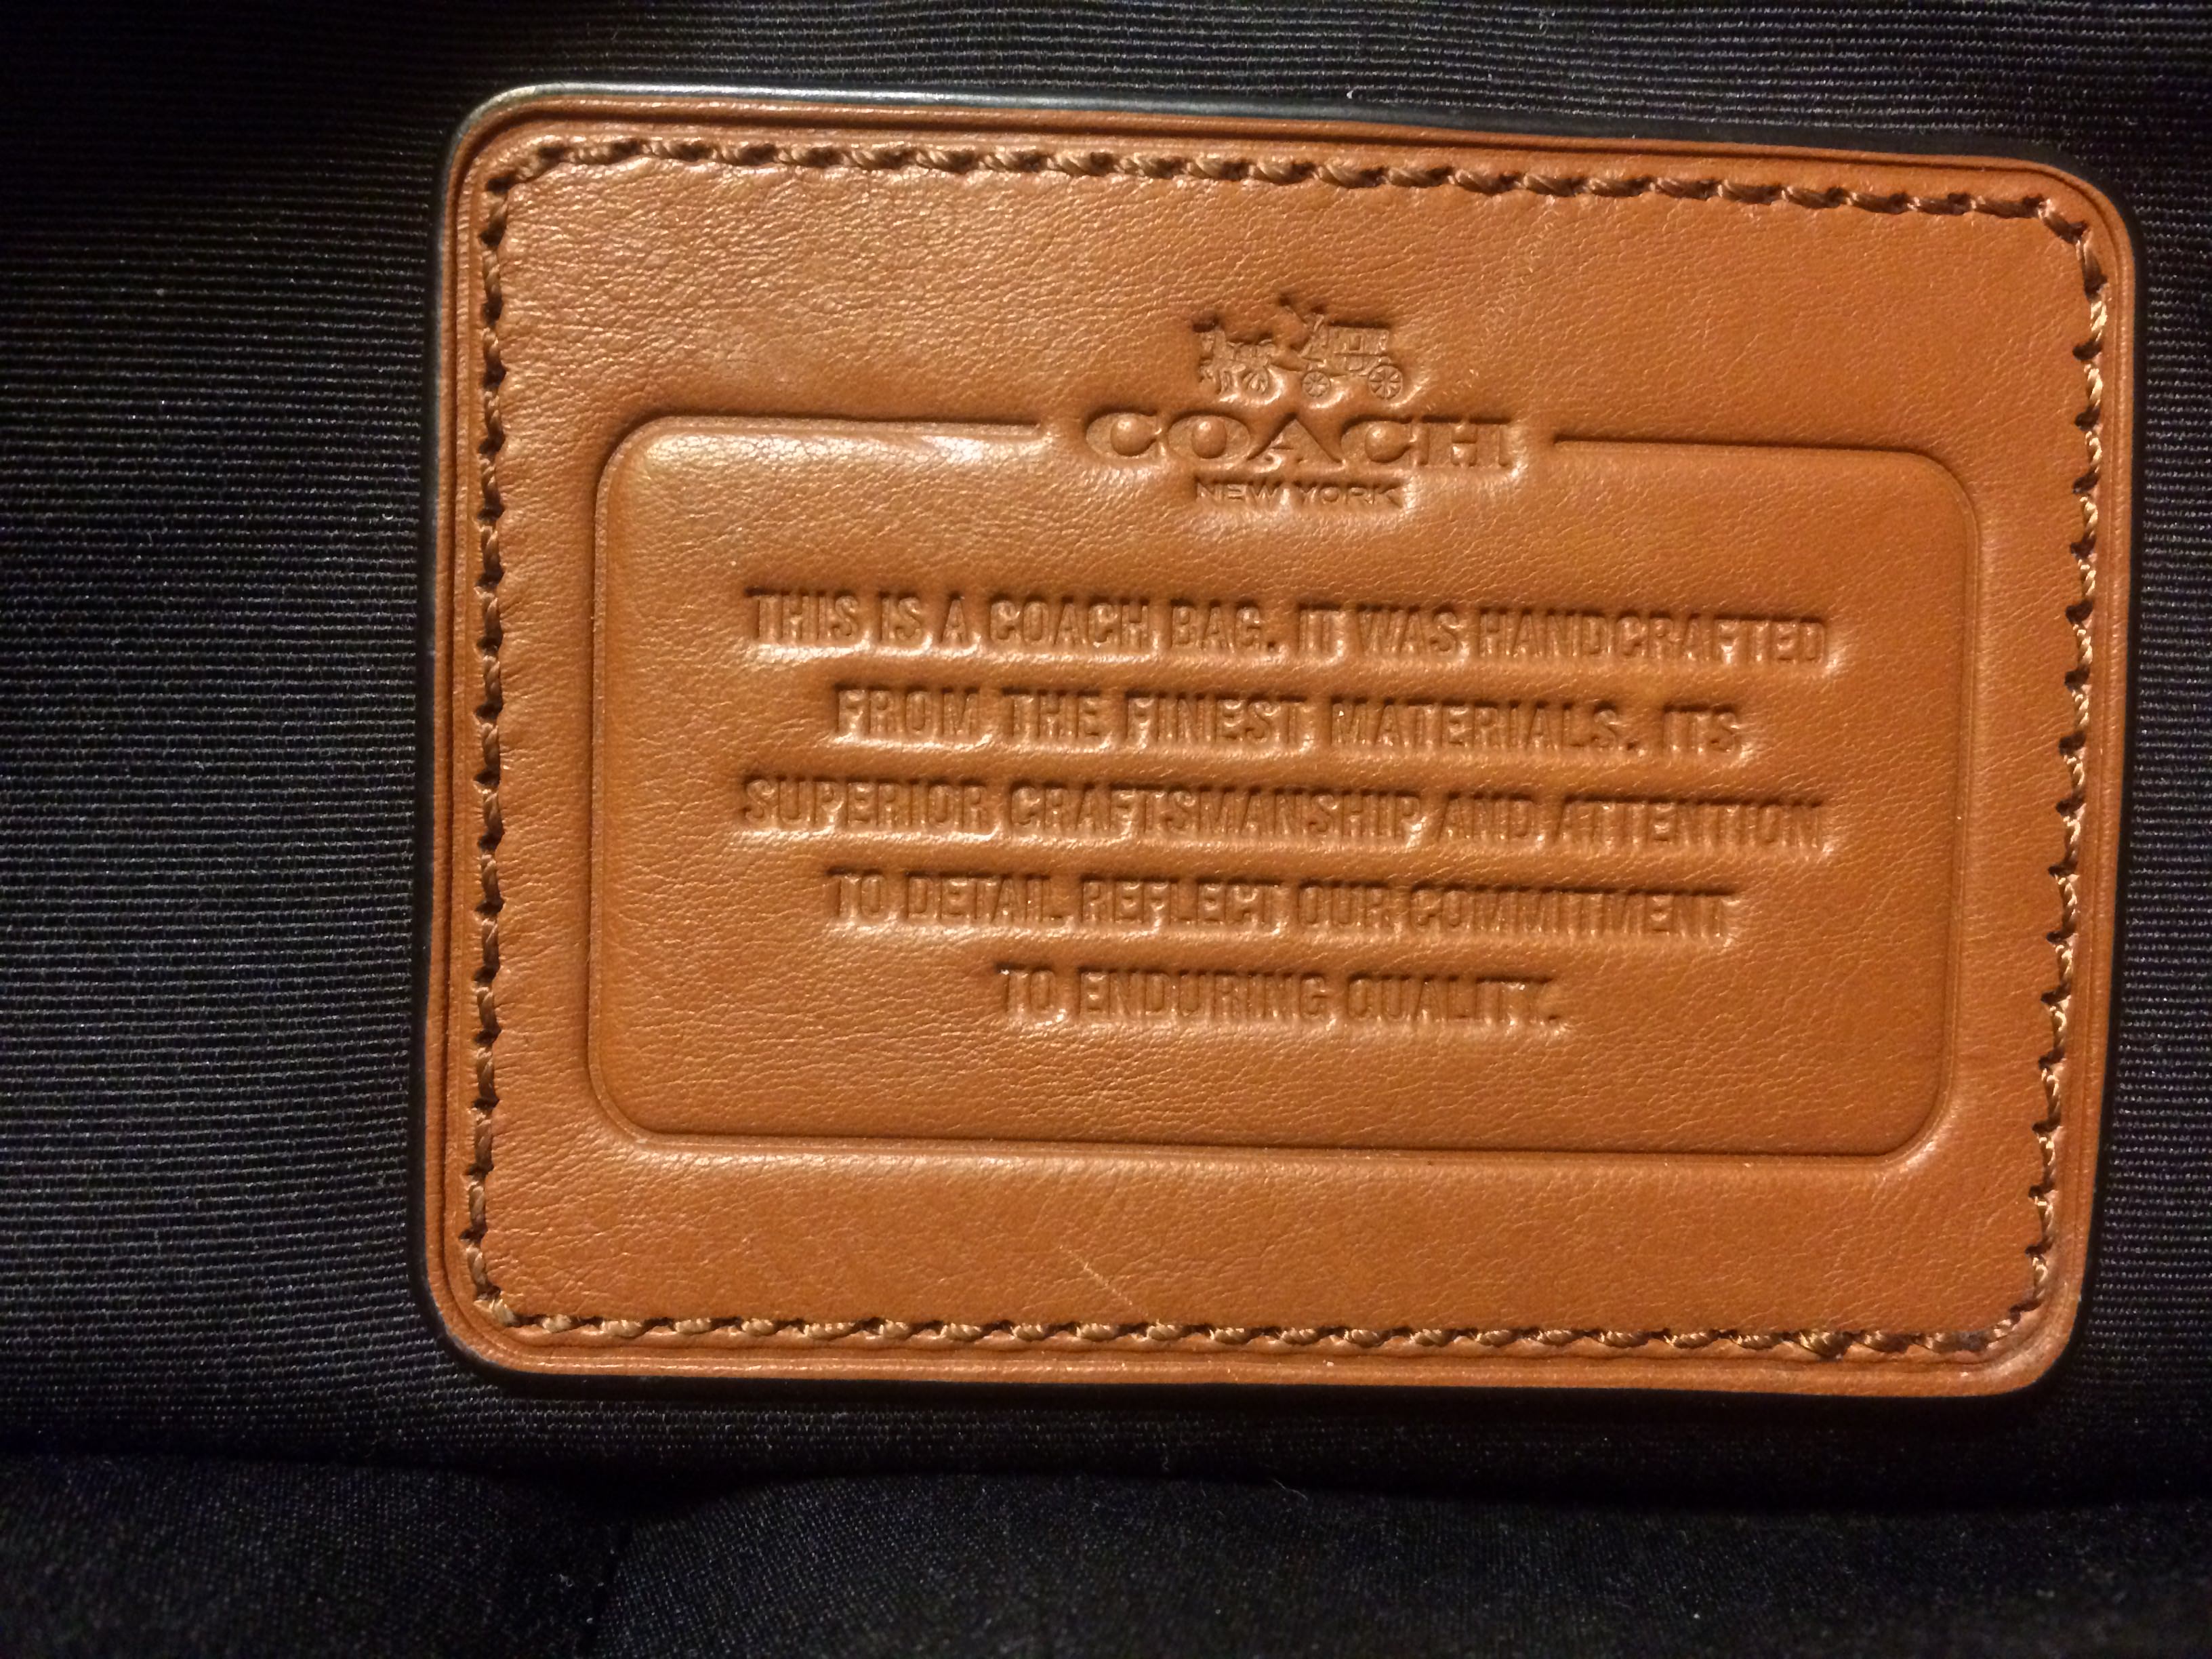 COACH
NEW YORK
THIS IS A COACH BAG. IT WAS HANDCRAFTED
FROM THE FINEST MATERIALS. ITS
SUPERIOR CRAFTSMANSHIP AND ATTENTION
TO DETAIL REFLECT OUR COMMITMENT
TO ENDURING QUALITY.